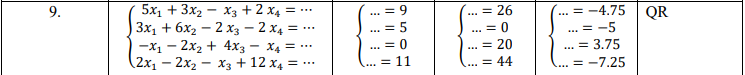 9.
5x₁ + 3x₂ − x₃ + 2 x₄ = ⋯
3x₁ + 6x₂ − 2 x₃ − 2 x₄ = ⋯
−x₁ − 2x₂ + 4x₃ − x₄ = ⋯
2x₁ − 2x₂ − x₃ + 12 x₄ = ⋯
... = 9
... = 5
... = 0
... = 11
... = 26
... = 0
... = 20
... = 44
... = −4.75
... = −5
... = 3.75
... = −7.25
QR